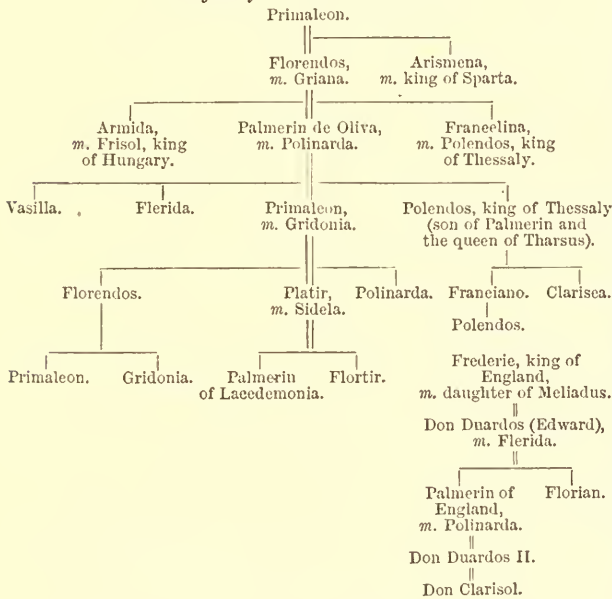 Primaleon.
Florendos, Arismena,
m. Griana. m. king of Sparta.
Armida, Palmerin de Oliva, Francelina,
m. Frisol, king m. Polinarda. m. Polendos, king
of Hungary. of Thessaly.
Vasilla. Flerida. Primaleon, Polendos, king of Thessaly
m. Gridonia. (son of Palmerin and
the queen of Tharsus).
Florendos. Platir, Polinarda. Franciano. Clarisca.
m. Sidela.
Polendos.
Primaleon. Gridonia. Palmerin Flortir.
of Lacedemonia.
Frederic, king of
England,
m. daughter of Meliadus.
Don Duardos (Edward),
m. Flerida.
Palmerin of Florian.
England,
m. Polinarda.
Don Duardos II.
Don Clarisol.